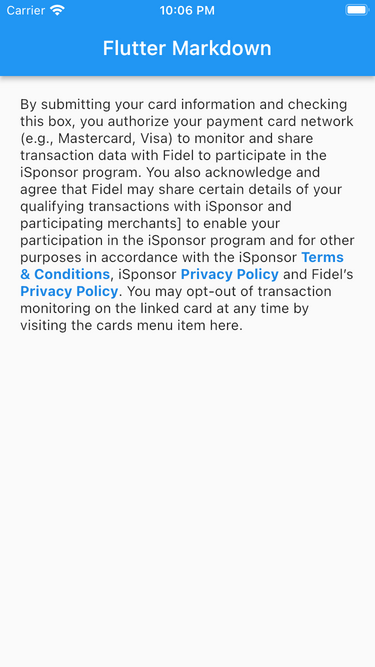 Carrier 10:06 PM
Flutter Markdown
By submitting your card information and checking
this box, you authorize your payment card network
(e.g., Mastercard, Visa) to monitor and share
transaction data with Fidel to participate in the
iSponsor program. You also acknowledge and
agree that Fidel may share certain details of your
qualifying transactions with iSponsor and
participating merchants] to enable your
participation in the iSponsor program and for other
purposes in accordance with the iSponsor Terms
& Conditions, iSponsor Privacy Policy and Fidel’s
Privacy Policy. You may opt-out of transaction
monitoring on the linked card at any time by
visiting the cards menu item here.